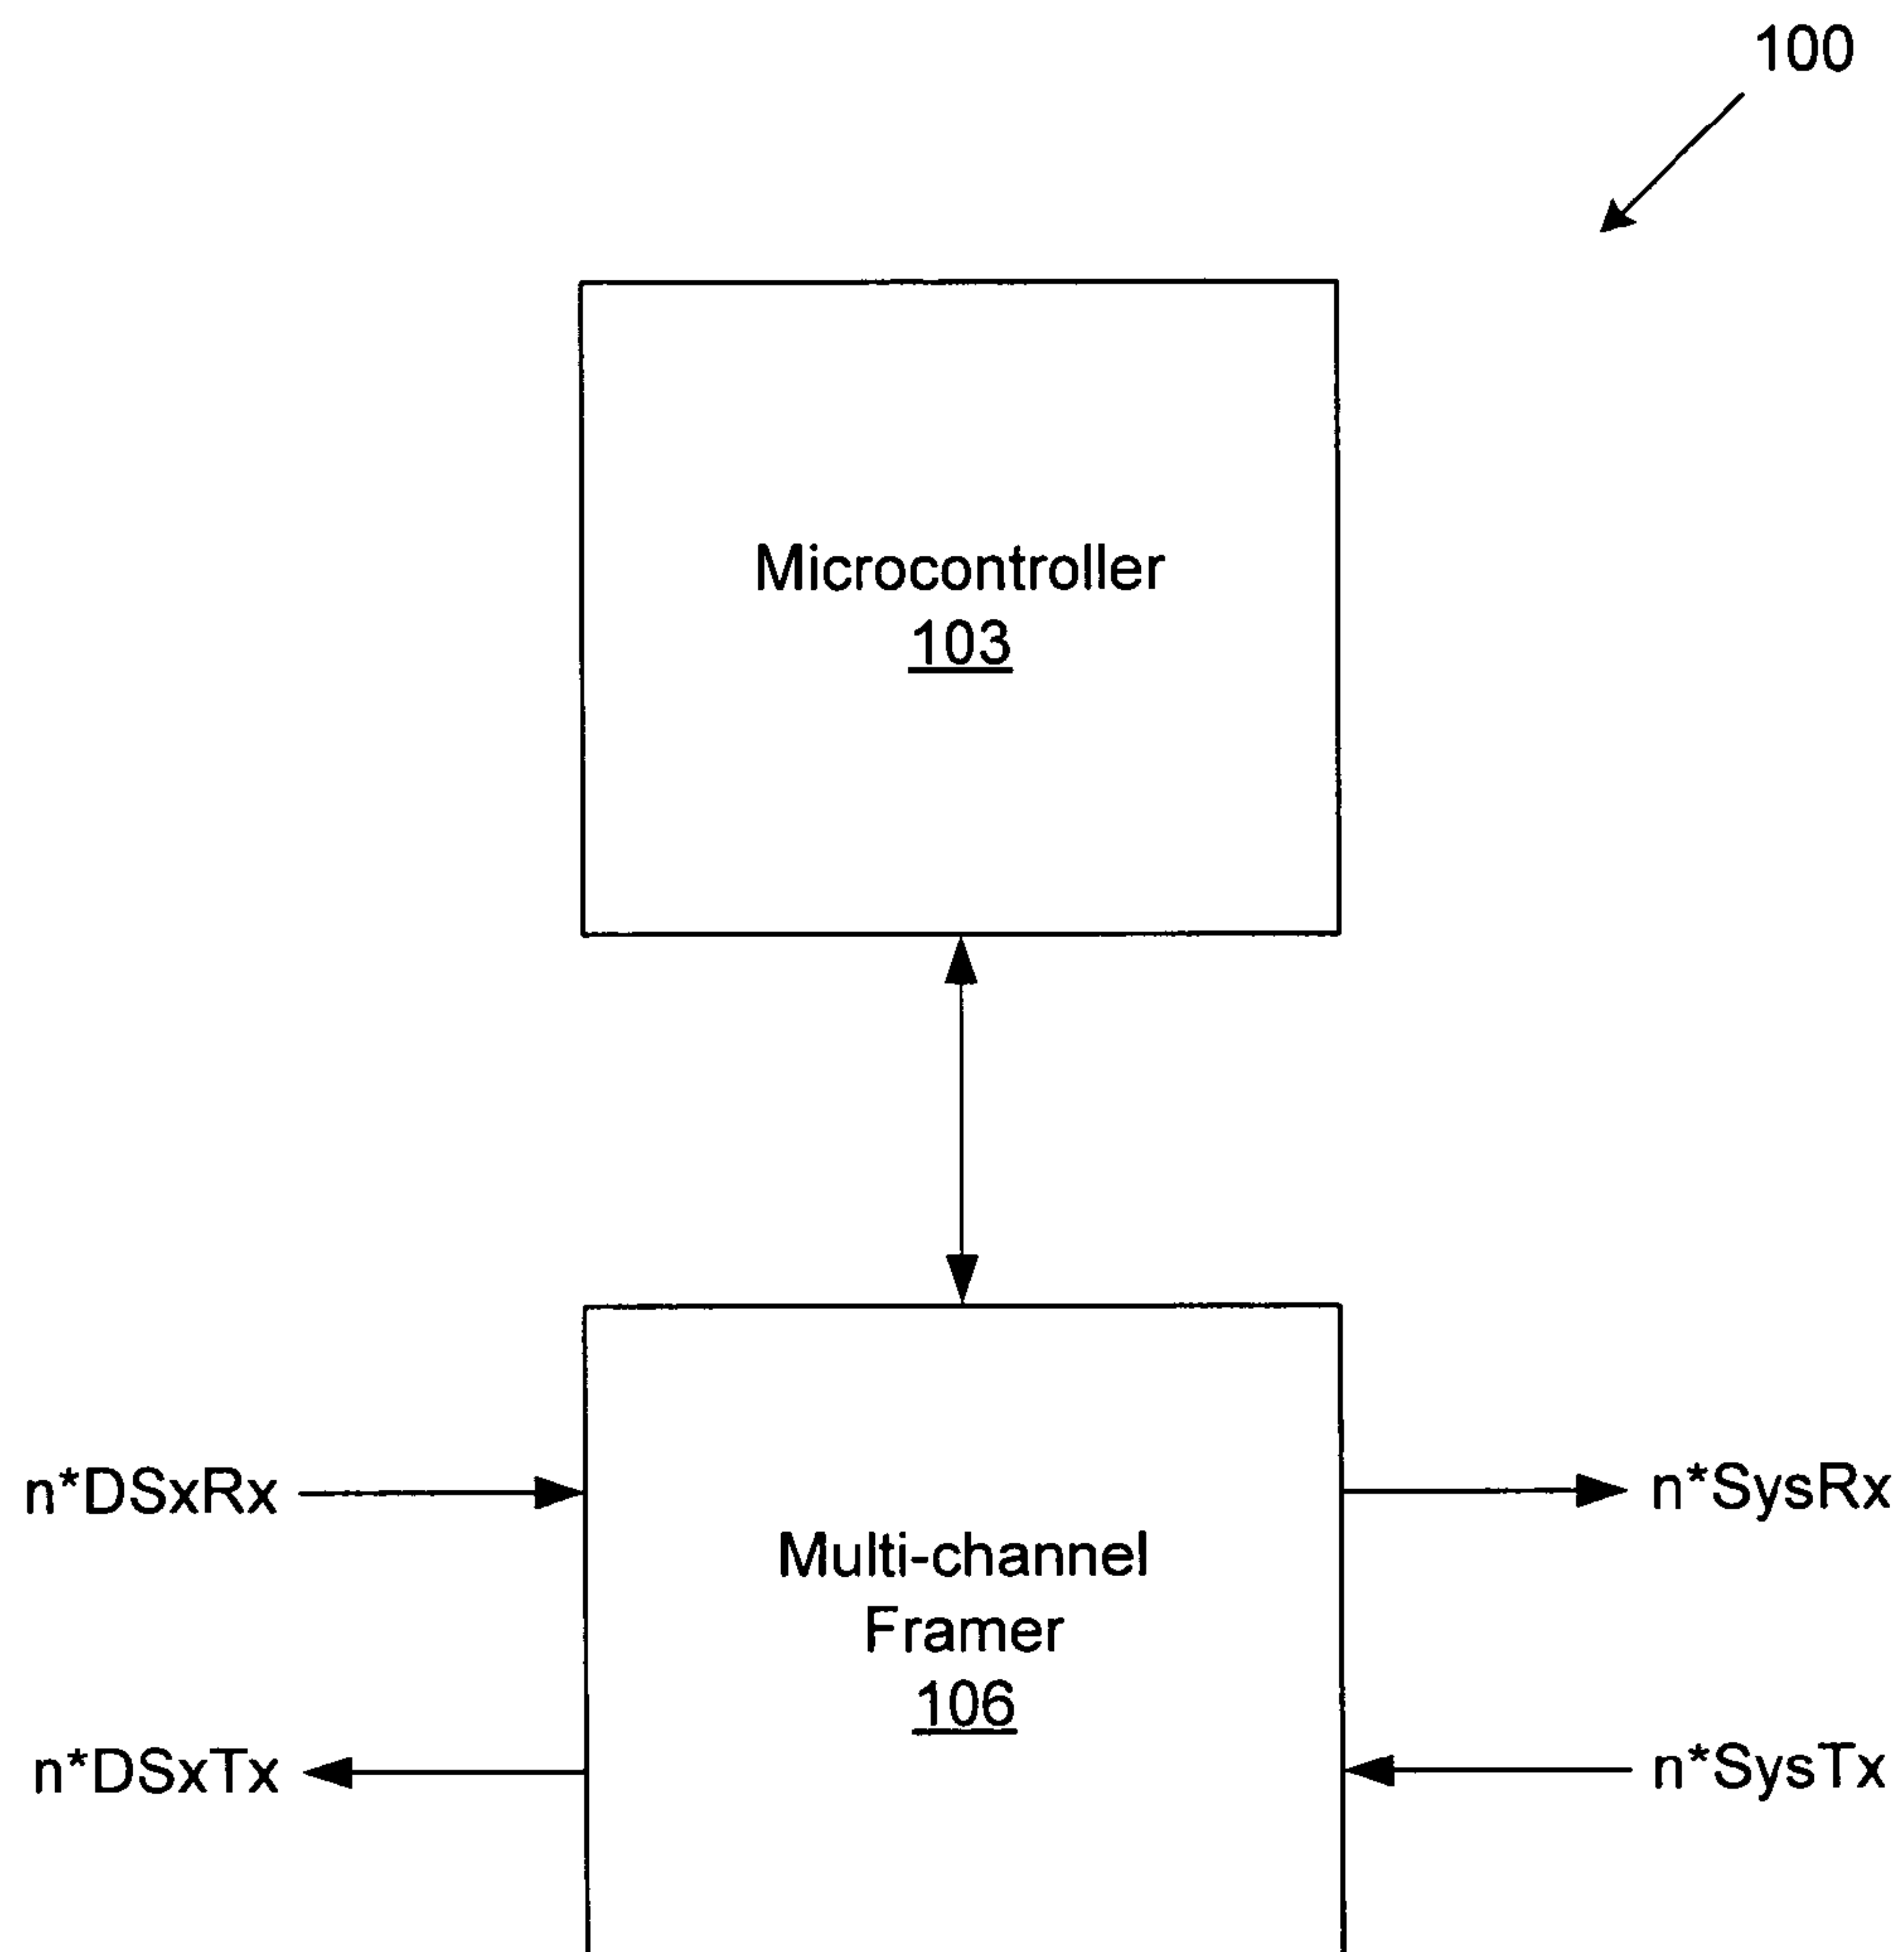 100
Microcontroller
103
n*DSxRx
n*SysRx
Multi-channel
Framer
106
n*DSxTx
n*SysTx